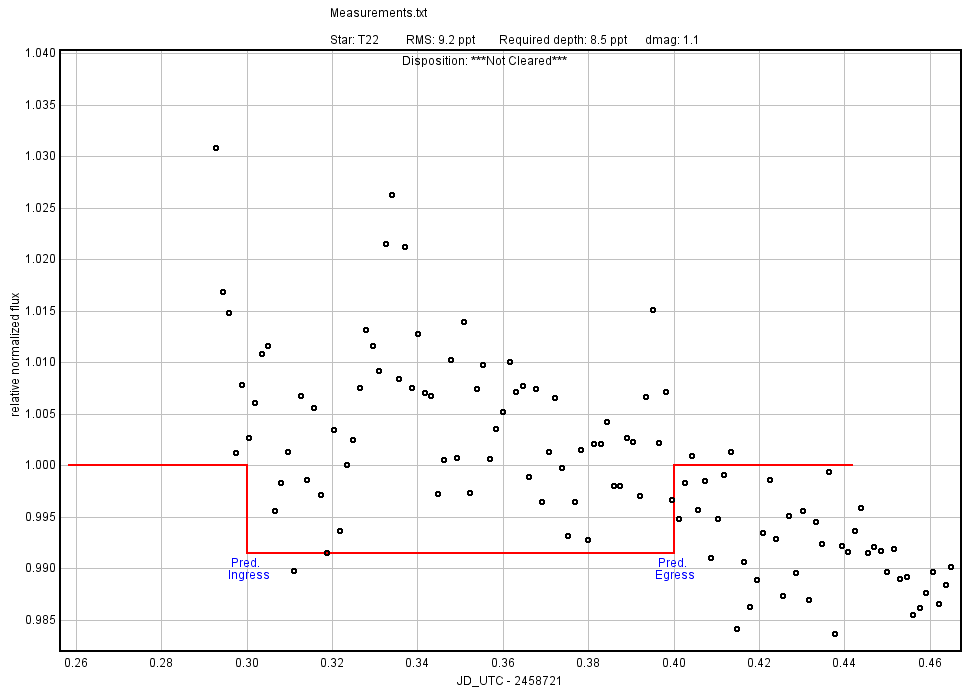 Measurements.txt
Star: T22 RMS: 9.2 ppt Required depth: 8.5 ppt dmag: 1.1
Disposition: ***Not Cleared***
1.040
1.035
1.030
1.025
1.020
1.015
1.010
1.005
1.000
0.995
0.990
0.985
relative normalized flux
Pred.
Ingress
Pred.
Egress
0.26 0.28 0.30 0.32 0.34 0.36 0.38 0.40 0.42 0.44 0.46
JD_UTC - 2458721